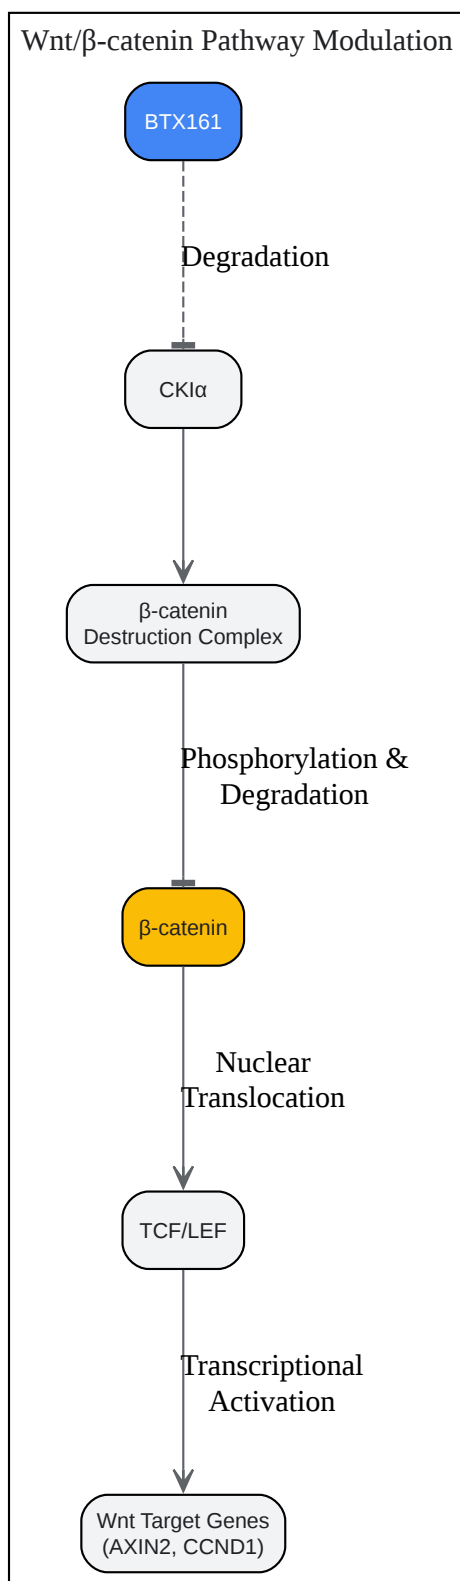 Wnt/β-catenin Pathway Modulation
BTX161
Degradation
CKIα
β-catenin
Destruction Complex
Phosphorylation &
Degradation
β-catenin
Nuclear
Translocation
TCF/LEF
Transcriptional
Activation
Wnt Target Genes
(AXIN2, CCND1)